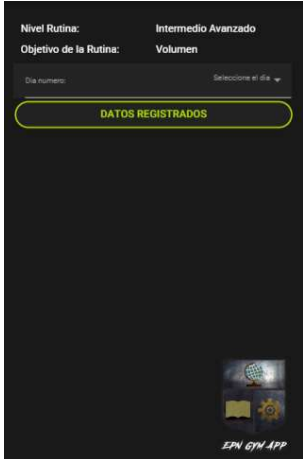 Nivel Rutina: Intermedio Avanzado
Objetivo de la Rutina: Volumen
Dia numero: Seleccione el dia
DATOS REGISTRADOS
EPN GYM APP